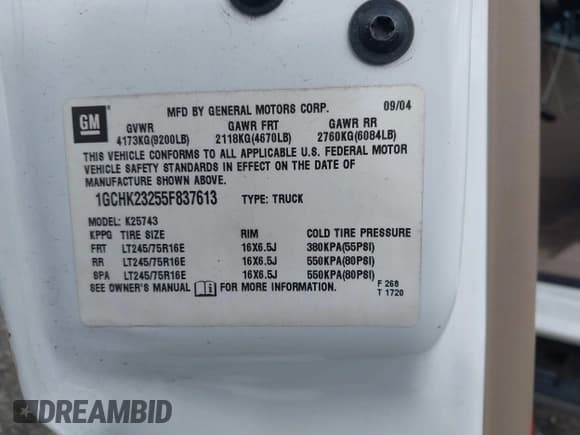 GM
MFD BY GENERAL MOTORS CORP. 09/04
GVWR GAWR FRT GAWR RR
4173KG(9200LB) 2118KG(4670LB) 2760KG(6084LB)
THIS VEHICLE CONFORMS TO ALL APPLICABLE U.S. FEDERAL MOTOR
VEHICLE SAFETY STANDARDS IN EFFECT ON THE DATE OF
MANUFACTURE SHOWN ABOVE.
1GCHK23255F837613 TYPE: TRUCK
MODEL: K25743
KPPG TIRE SIZE RIM COLD TIRE PRESSURE
FRT LT245/75R16E 16X6.5J 380KPA(55PSI)
RR LT245/75R16E 16X6.5J 550KPA(80PSI)
SPA LT245/75R16E 16X6.5J 550KPA(80PSI)
SEE OWNER'S MANUAL FOR MORE INFORMATION. F 268
T 1720
DREAMBID